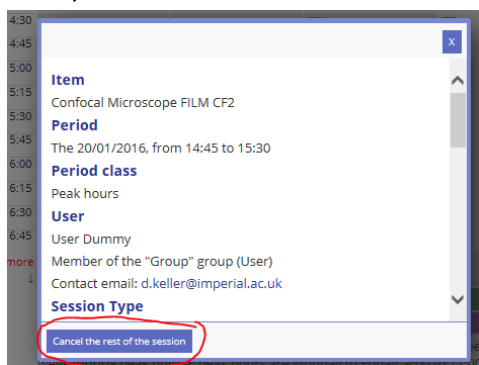 4:30
4:45
5:00
5:15
5:30
5:45
6:00
6:15
6:30
6:45
more
↓
X
Item
Confocal Microscope FILM CF2
Period
The 20/01/2016, from 14:45 to 15:30
Period class
Peak hours
User
User Dummy
Member of the "Group" group (User)
Contact email: d.keller@imperial.ac.uk
Session Type
Cancel the rest of the session